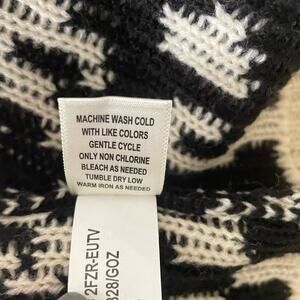 MACHINE WASH COLD
WITH LIKE COLORS
GENTLE CYCLE
ONLY NON CHLORINE
BLEACH AS NEEDED
TUMBLE DRY LOW
WARM IRON AS NEEDED
2FZR-EUTV
328/GOZ